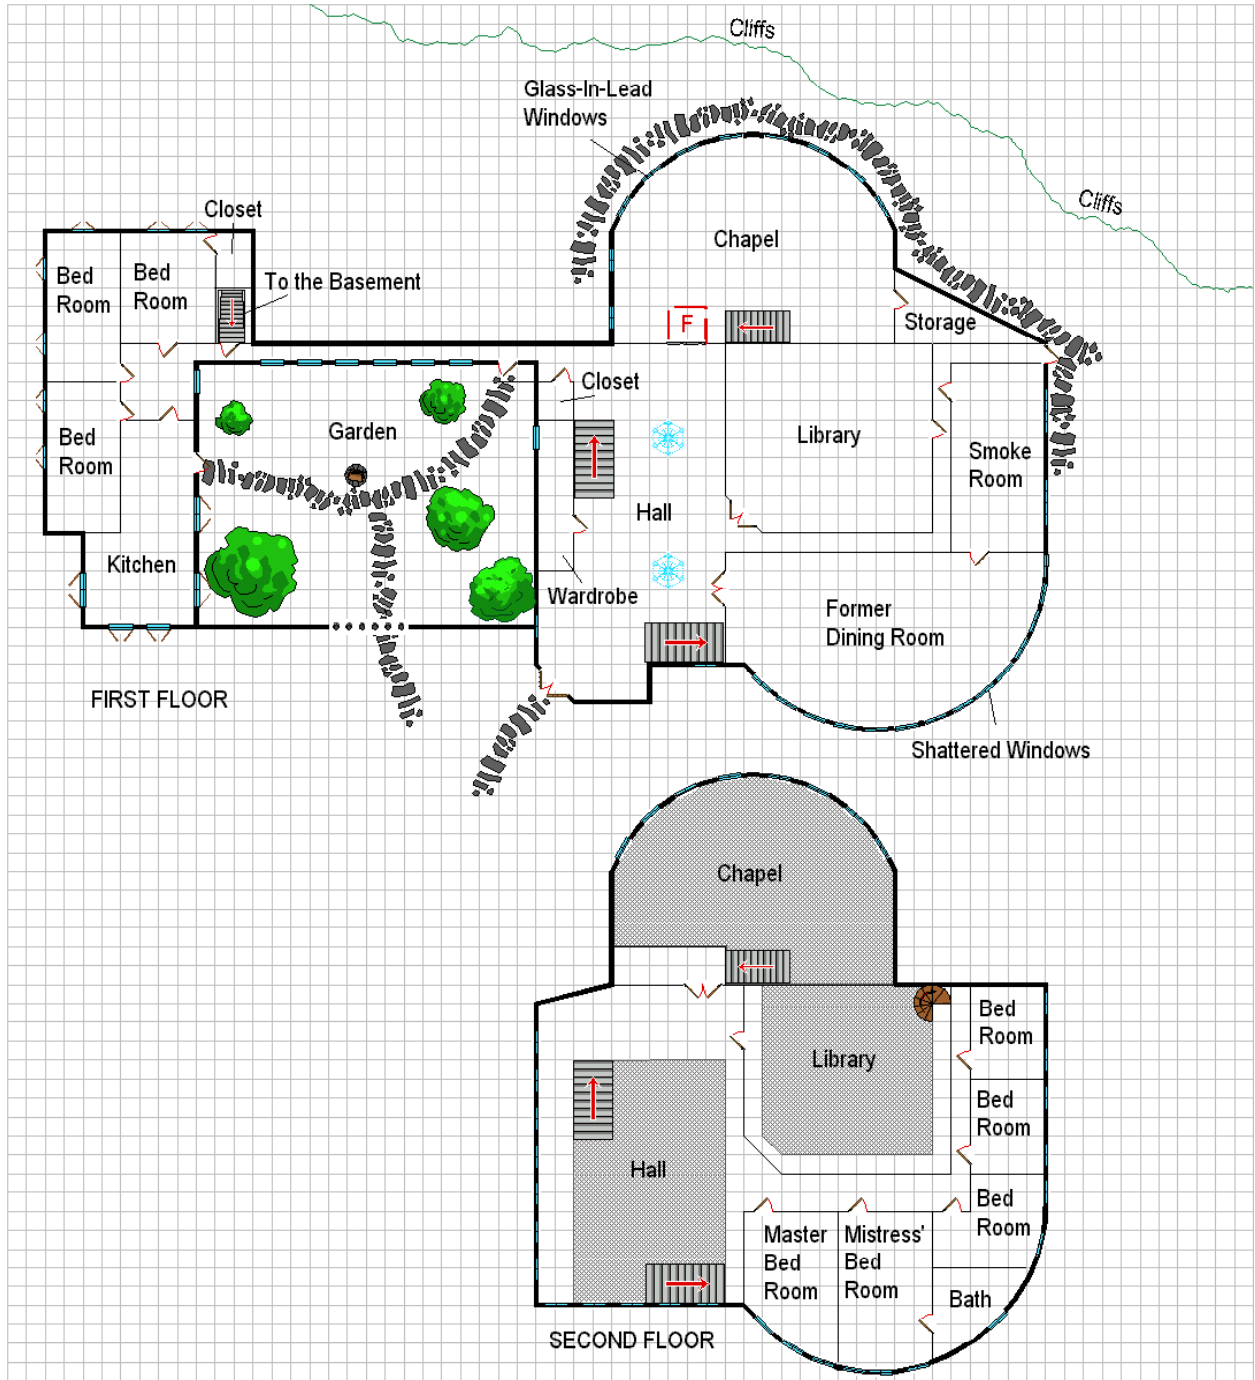 Cliffs
Glass-In-Lead
Windows
Cliffs
Closet
Chapel
Bed
Room
Bed
Room
To the Basement
F
Storage
Closet
Garden
Library
Bed
Room
Smoke
Room
Hall
Kitchen
Wardrobe
Former
Dining Room
FIRST FLOOR
Shattered Windows
Chapel
Bed
Room
Library
Bed
Room
Hall
Bed
Room
Master
Bed
Room
Mistress'
Bed
Room
Bath
SECOND FLOOR